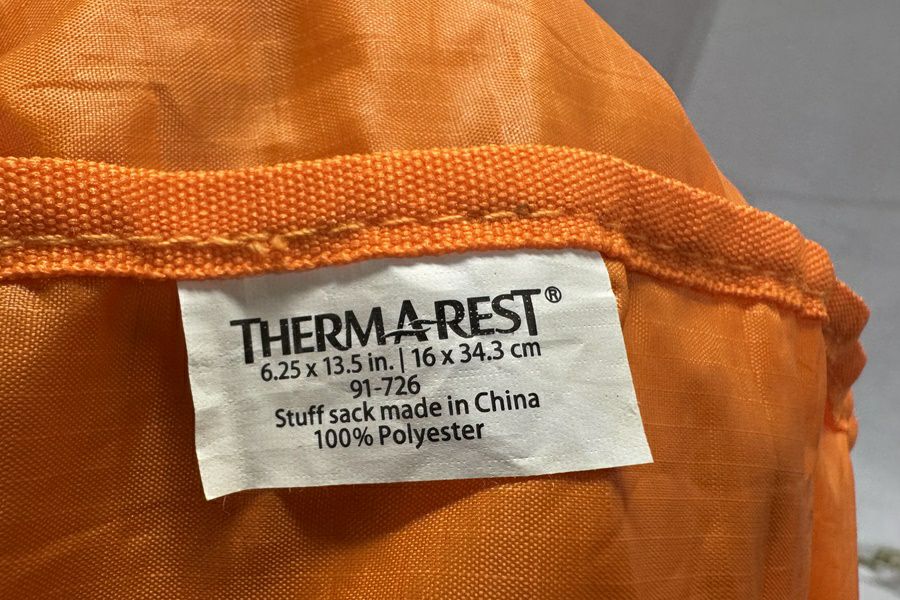 THERM-A-REST®
6.25 x 13.5 in. | 16 x 34.3 cm
91-726
Stuff sack made in China
100% Polyester